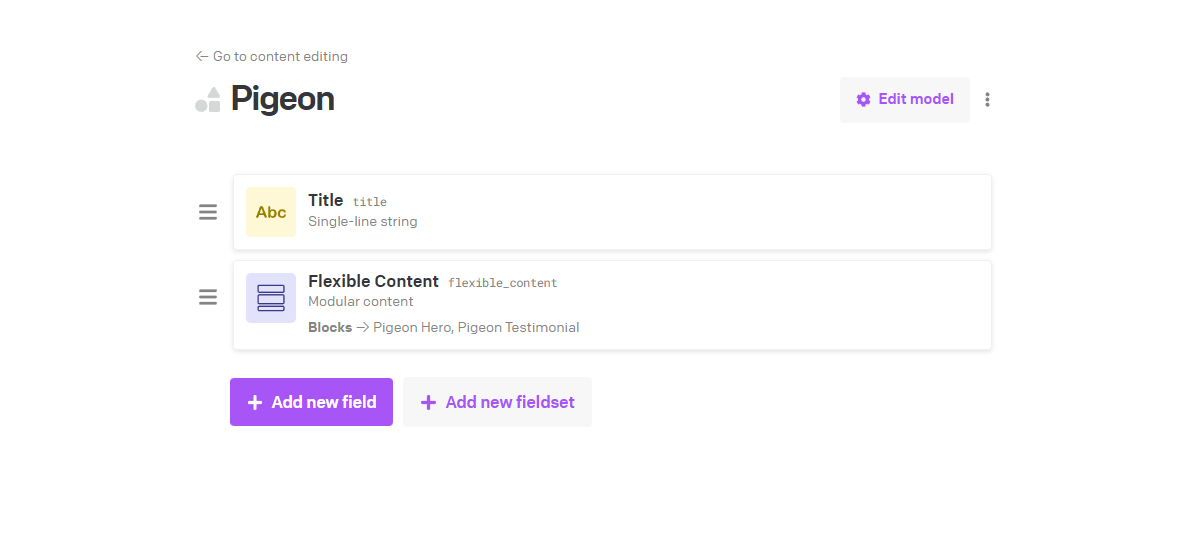 ← Go to content editing
Pigeon
Edit model
Abc
Title title
Single-line string
Flexible Content flexible_content
Modular content
Blocks → Pigeon Hero, Pigeon Testimonial
+ Add new field
+ Add new fieldset